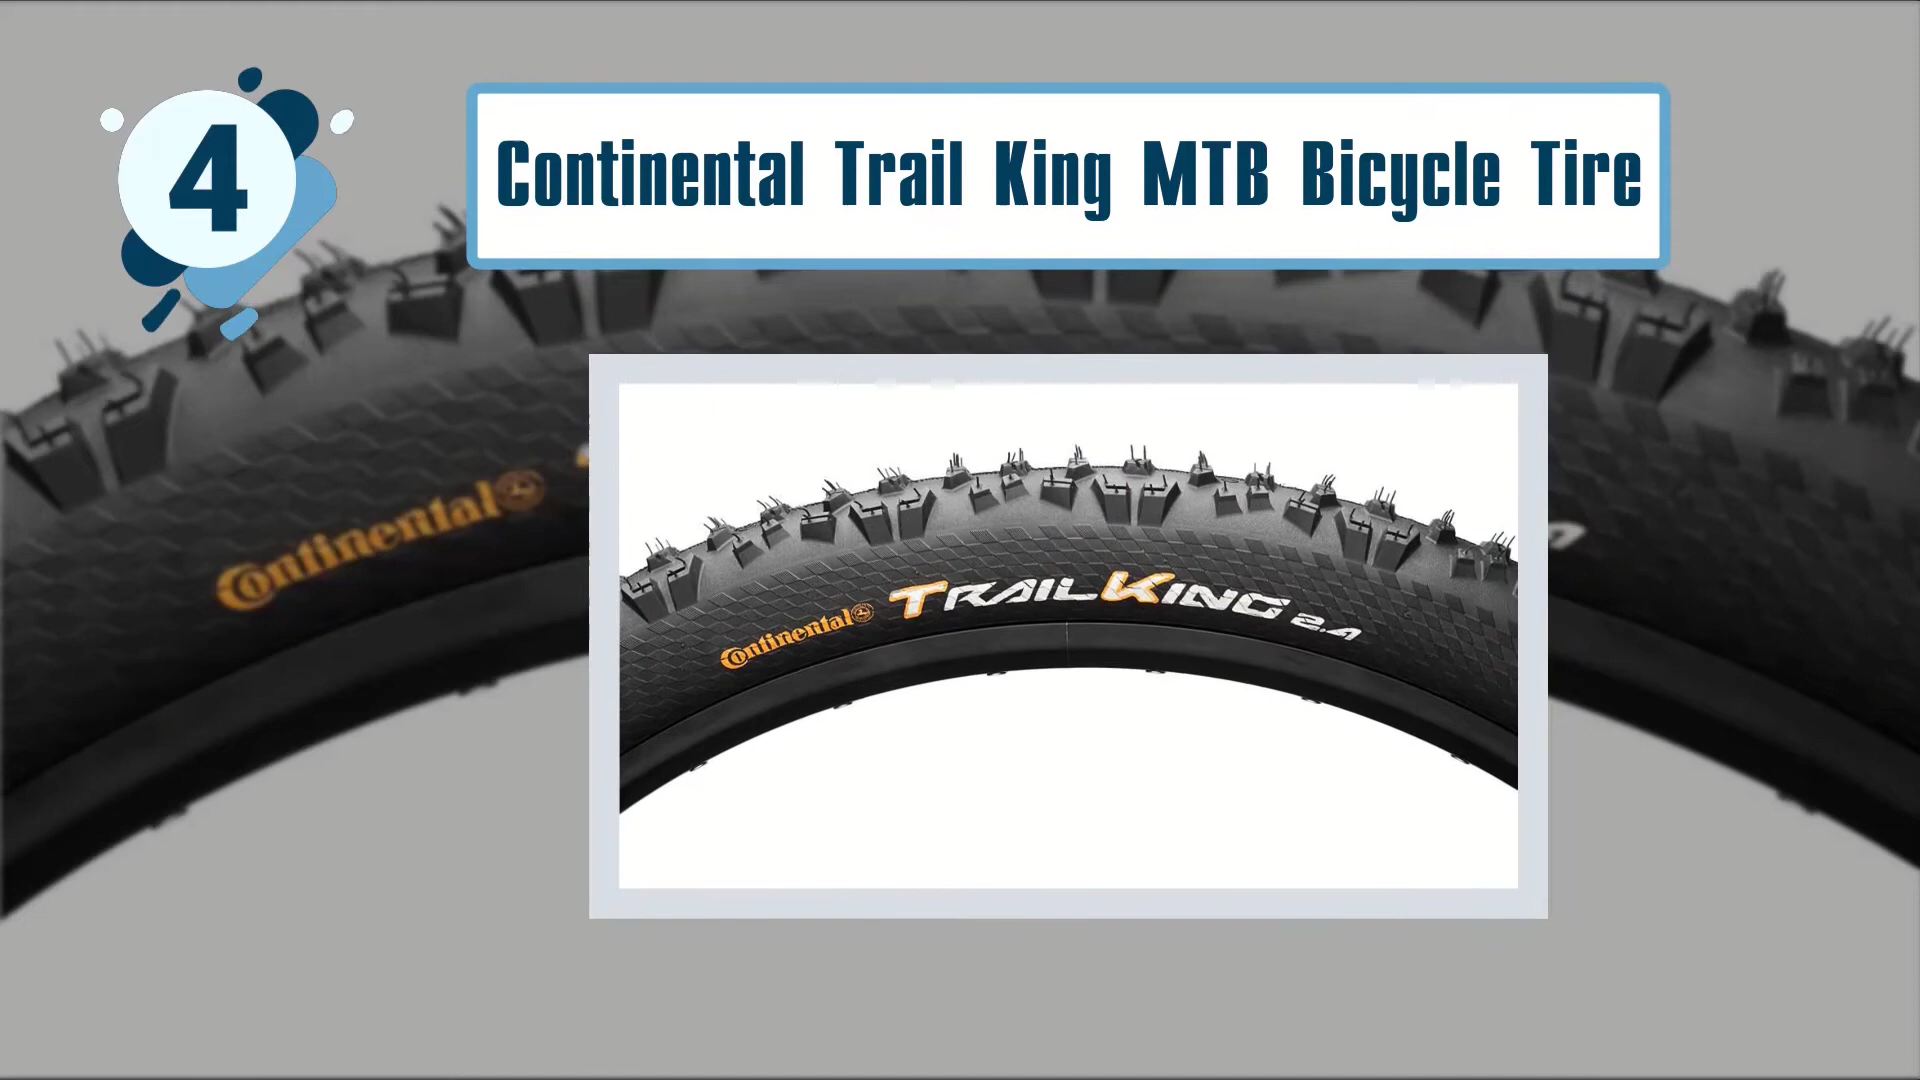 4
Continental Trail King MTB Bicycle Tire
Continental
Continental TRAIL KING 2.4